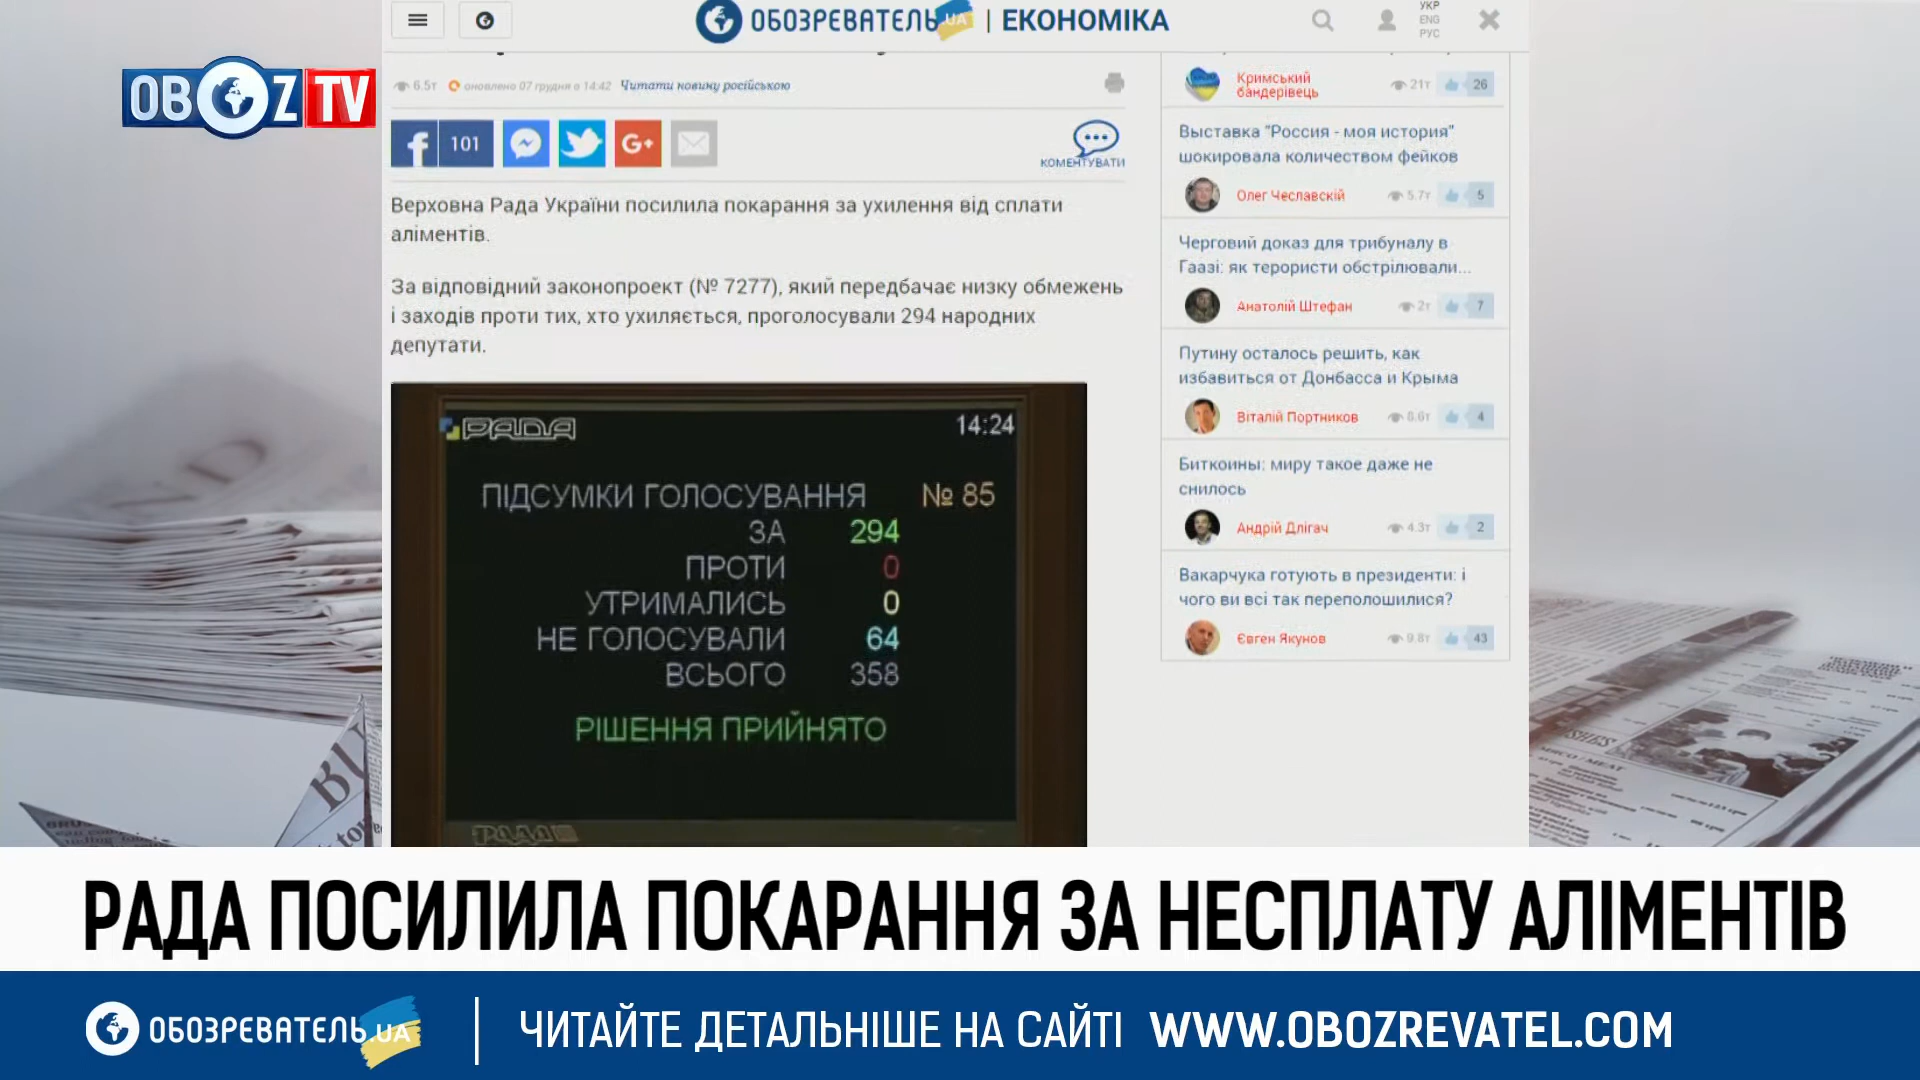 ОБОЗРЕВАТЕЛЬ.UA | ЕКОНОМІКА
УКР
ENG
РУС
OBOZ TV
6.5т оновлено 07 грудня о 14:42 Читати новину російською
101
G+
КОМЕНТУВАТИ
Верховна Рада України посилила покарання за ухилення від сплати
аліментів.
За відповідний законопроект (№ 7277), який передбачає низку обмежень
і заходів проти тих, хто ухиляється, проголосували 294 народних
депутати.
РАДА 14:24
ПІДСУМКИ ГОЛОСУВАННЯ № 85
ЗА 294
ПРОТИ 0
УТРИМАЛИСЬ 0
НЕ ГОЛОСУВАЛИ 64
ВСЬОГО 358
РІШЕННЯ ПРИЙНЯТО
РАДА
Кримський
бандерівець
21т 26
Выставка "Россия - моя история"
шокировала количеством фейков
Олег Чеславскій 5.7т 5
Черговий доказ для трибуналу в
Гаазі: як терористи обстрілювали...
Анатолій Штефан 2т 7
Путину осталось решить, как
избавиться от Донбасса и Крыма
Віталій Портников 8.6т 4
Биткоины: миру такое даже не
снилось
Андрій Длігач 4.3т 2
Вакарчука готують в президенти: і
чого ви всі так переполошилися?
Євген Якунов 9.8т 43
РАДА ПОСИЛИЛА ПОКАРАННЯ ЗА НЕСПЛАТУ АЛІМЕНТІВ
ОБОЗРЕВАТЕЛЬ.UA | ЧИТАЙТЕ ДЕТАЛЬНІШЕ НА САЙТІ WWW.OBOZREVATEL.COM